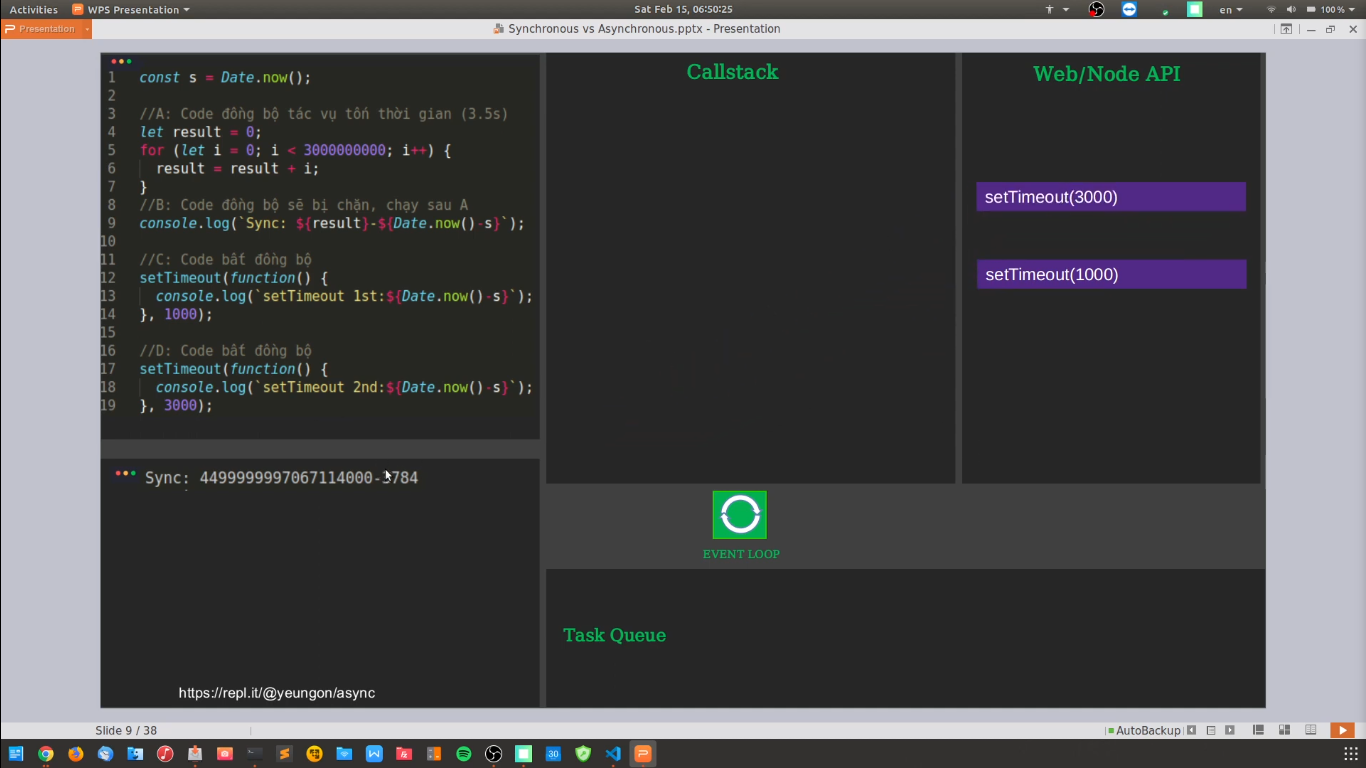 Activities WPS Presentation Sat Feb 15, 06:50:25 en 100%
Presentation Synchronous vs Asynchronous.pptx - Presentation
1 const s = Date.now();
2
3 //A: Code đồng bộ tác vụ tốn thời gian (3.5s)
4 let result = 0;
5 for (let i = 0; i < 3000000000; i++) {
6 result = result + i;
7 }
8 //B: Code đồng bộ sẽ bị chặn, chạy sau A
9 console.log(`Sync: ${result}-${Date.now()-s}`);
10
11 //C: Code bất đồng bộ
12 setTimeout(function() {
13 console.log(`setTimeout 1st:${Date.now()-s}`);
14 }, 1000);
15
16 //D: Code bất đồng bộ
17 setTimeout(function() {
18 console.log(`setTimeout 2nd:${Date.now()-s}`);
19 }, 3000);
Sync: 4499999997067114000-3784
https://repl.it/@yeungon/async
Callstack
Web/Node API
setTimeout(3000)
setTimeout(1000)
EVENT LOOP
Task Queue
Slide 9 / 38 AutoBackup
30